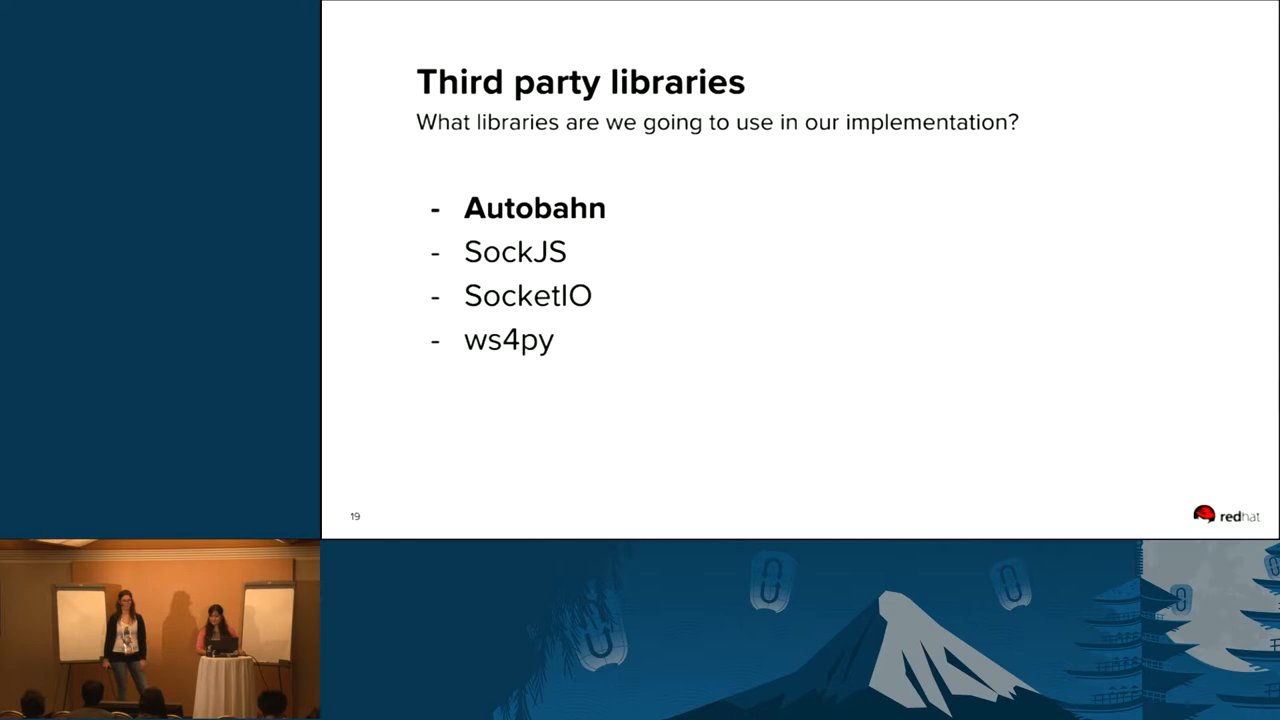 Third party libraries
What libraries are we going to use in our implementation?
- Autobahn
- SockJS
- SocketIO
- ws4py
19
redhat